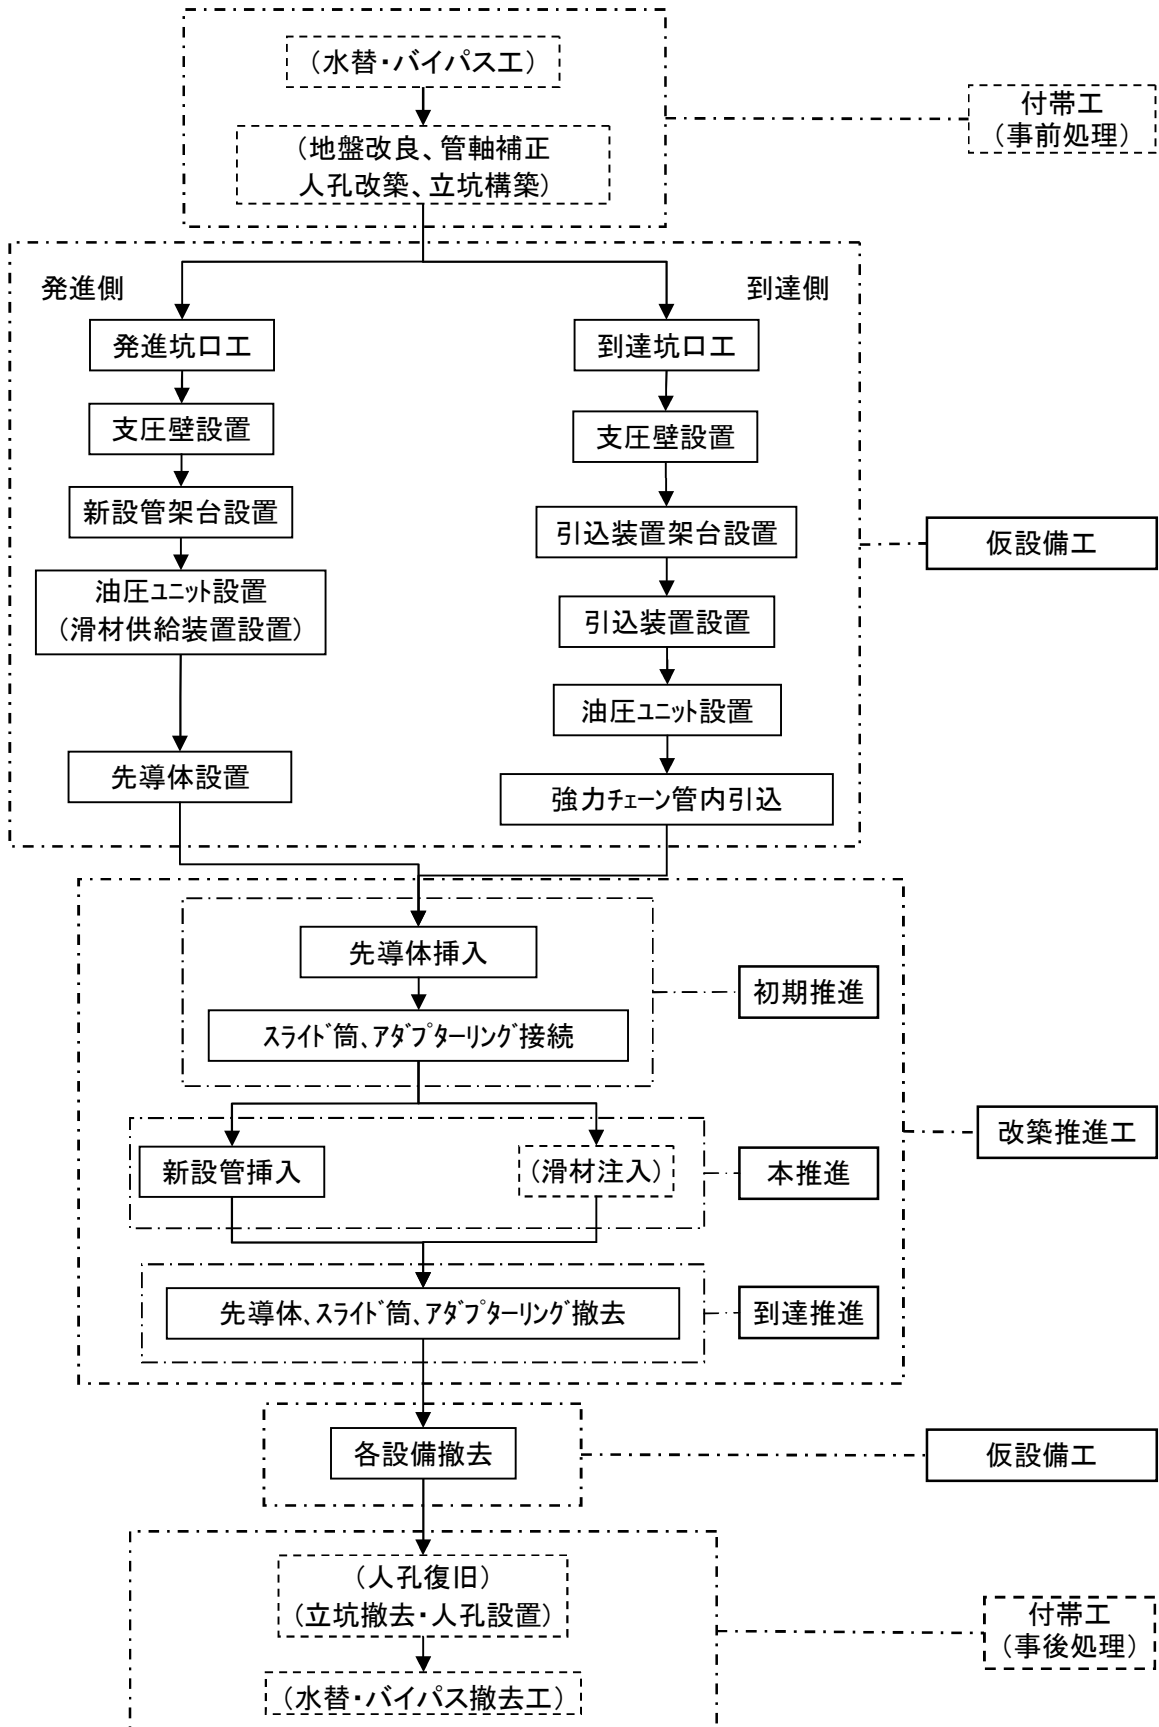 （水替・バイパス工）
付帯工
（事前処理）
（地盤改良、管軸補正
人孔改築、立坑構築）
発進側
到達側
発進坑口工
支圧壁設置
新設管架台設置
油圧ﾕﾆｯﾄ設置
（滑材供給装置設置）
先導体設置
到達坑口工
支圧壁設置
引込装置架台設置
引込装置設置
油圧ﾕﾆｯﾄ設置
強力ﾁｪｰﾝ管内引込
仮設備工
先導体挿入
ｽﾗｲﾄﾞ筒、ｱﾀﾞﾌﾟﾀｰﾘﾝｸﾞ接続
初期推進
新設管挿入
（滑材注入）
本推進
改築推進工
先導体、ｽﾗｲﾄﾞ筒、ｱﾀﾞﾌﾟﾀｰﾘﾝｸﾞ撤去
到達推進
各設備撤去
仮設備工
（人孔復旧）
（立坑撤去・人孔設置）
付帯工
（事後処理）
（水替・バイパス撤去工）